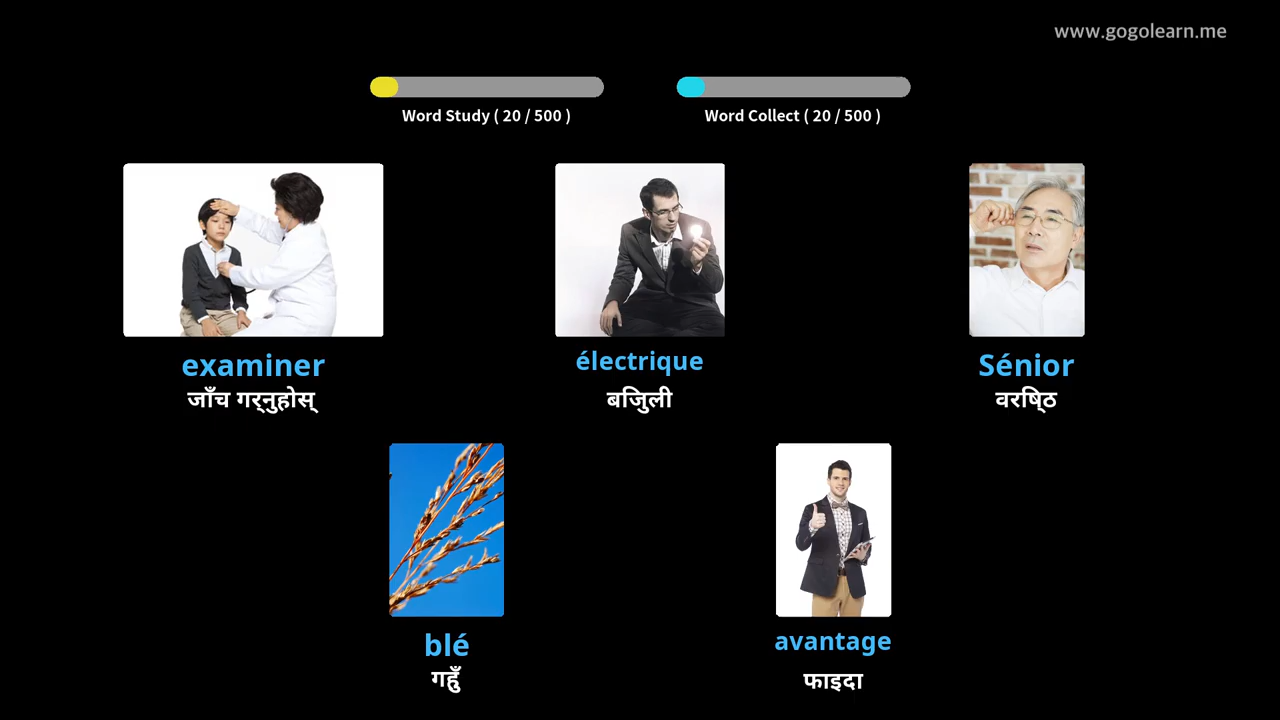 www.gogolearn.me
Word Study ( 20 / 500 )
Word Collect ( 20 / 500 )
examiner
जाँच गर्नुहोस्
électrique
बिजुली
Sénior
वरिष्ठ
blé
गहुँ
avantage
फाइदा